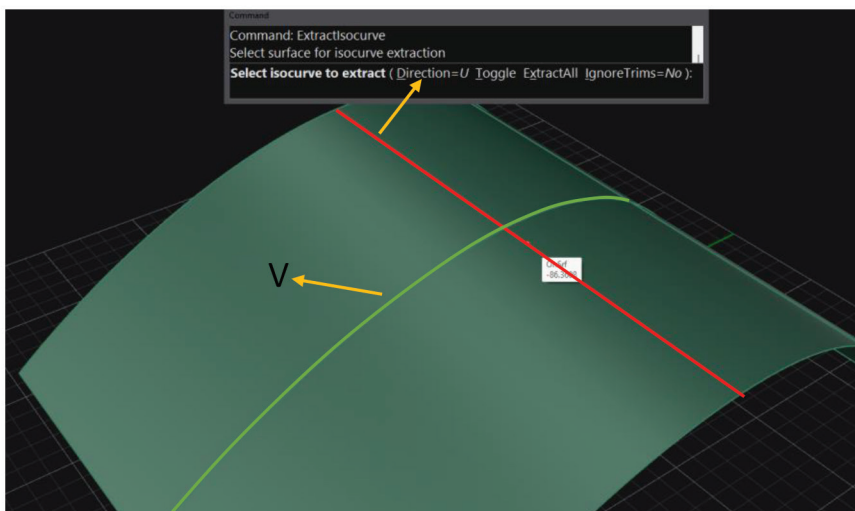 Command
Command: ExtractIsocurve
Select surface for isocurve extraction
Select isocurve to extract ( Direction=U Toggle ExtractAll IgnoreTrims=No ):
V